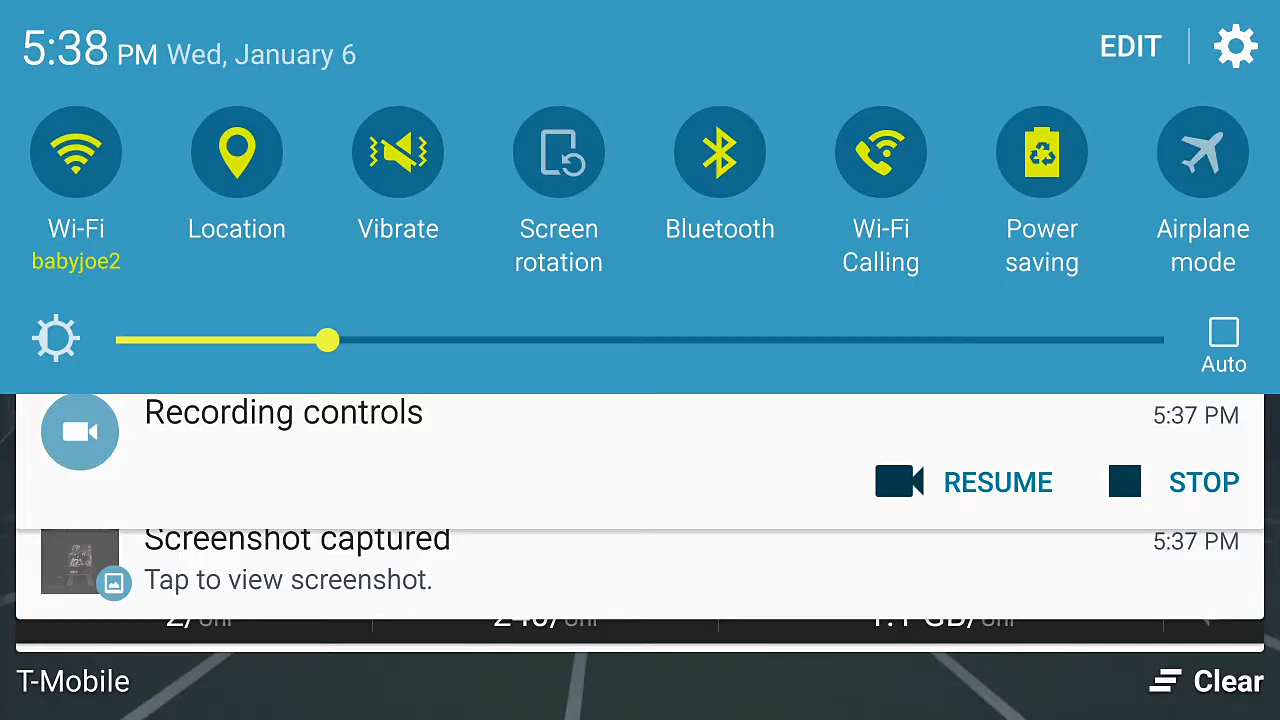 5:38 PM Wed, January 6
EDIT
Wi-Fi
babyjoe2
Location
Vibrate
Screen
rotation
Bluetooth
Wi-Fi
Calling
Power
saving
Airplane
mode
Auto
Recording controls
5:37 PM
RESUME
STOP
Screenshot captured
5:37 PM
Tap to view screenshot.
T-Mobile
Clear